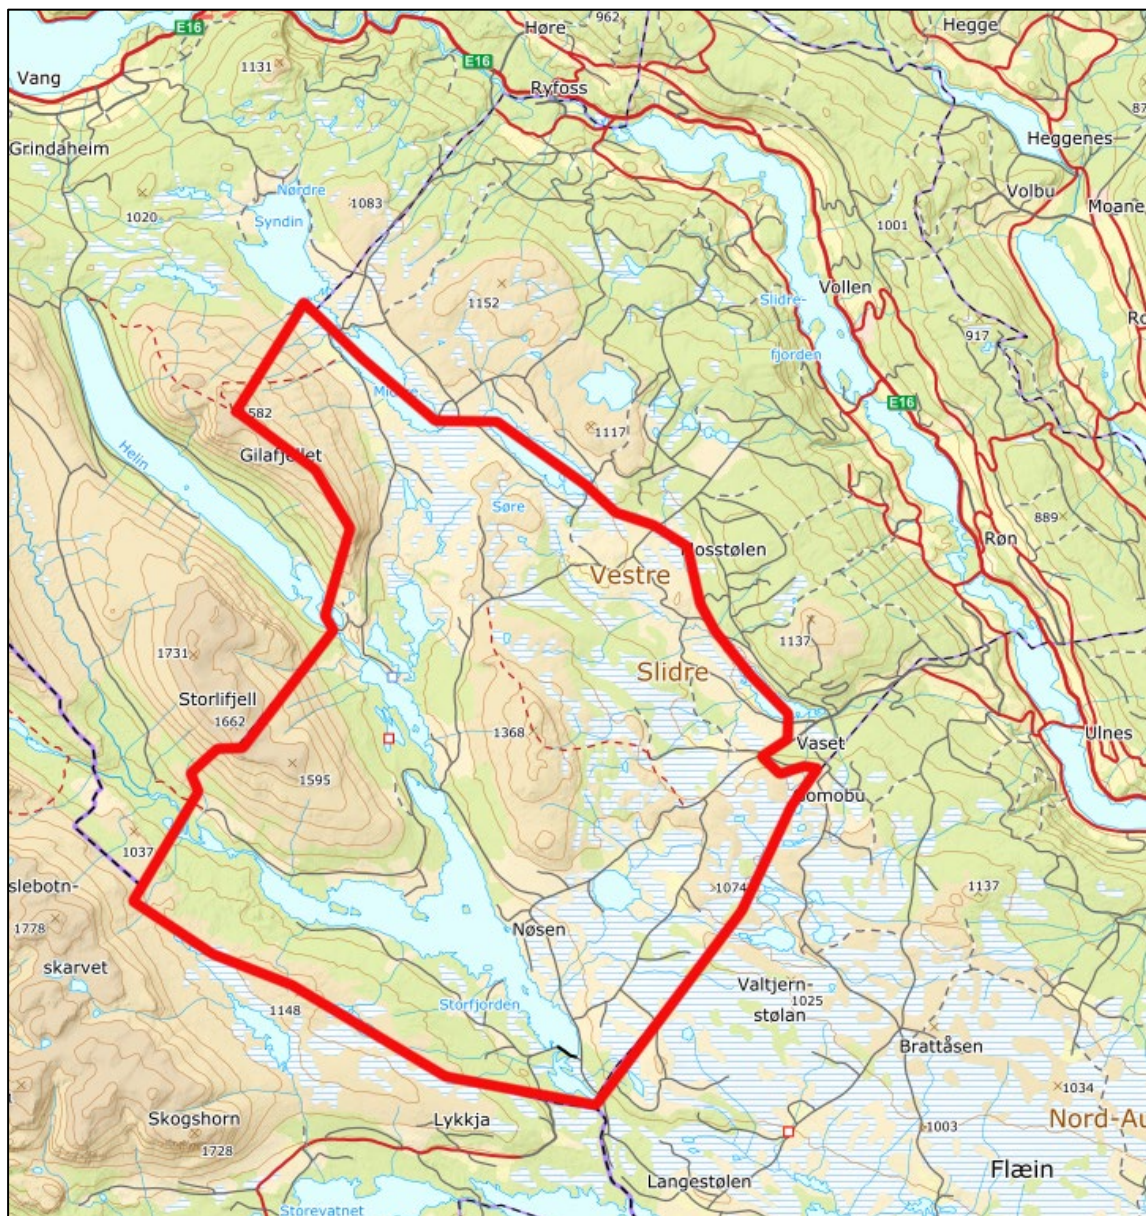 962
Hegge
E16
Høre
E16
1131
Vang
Ryfoss
Grindaheim
Heggenes
Nørdre
Volbu
1083
Moane
1020
Syndin
1001
1152
Slidre-
Vollen
fjorden
917
E16
582
1117
Gilafjellet
Helin
Søre
889
Røn
Vestre
1137
1731
Slidre
Storlifjell
1662
1368
Vaset
Ulnes
1595
1037
slebotn-
1074
1137
1778
Nøsen
skarvet
Valtjern-
1025
stølan
1148
Storfjorden
Brattåsen
1034
Skogshorn
Lykkja
1003
Nord-Au
1728
Flæin
Langestølen
Storevatnet